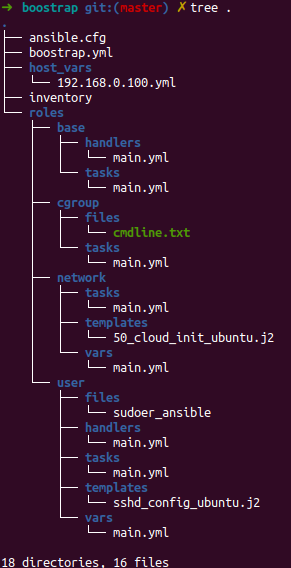 ➜ boostrap git:(master) ✗ tree .
.
├── ansible.cfg
├── boostrap.yml
├── host_vars
│   └── 192.168.0.100.yml
├── inventory
└── roles
    ├── base
    │   ├── handlers
    │   │   └── main.yml
    │   └── tasks
    │       └── main.yml
    ├── cgroup
    │   ├── files
    │   │   └── cmdline.txt
    │   └── tasks
    │       └── main.yml
    ├── network
    │   ├── tasks
    │   │   └── main.yml
    │   ├── templates
    │   │   └── 50_cloud_init_ubuntu.j2
    │   └── vars
    │       └── main.yml
    └── user
        ├── files
        │   └── sudoer_ansible
        ├── handlers
        │   └── main.yml
        ├── tasks
        │   └── main.yml
        ├── templates
        │   └── sshd_config_ubuntu.j2
        └── vars
            └── main.yml
18 directories, 16 files